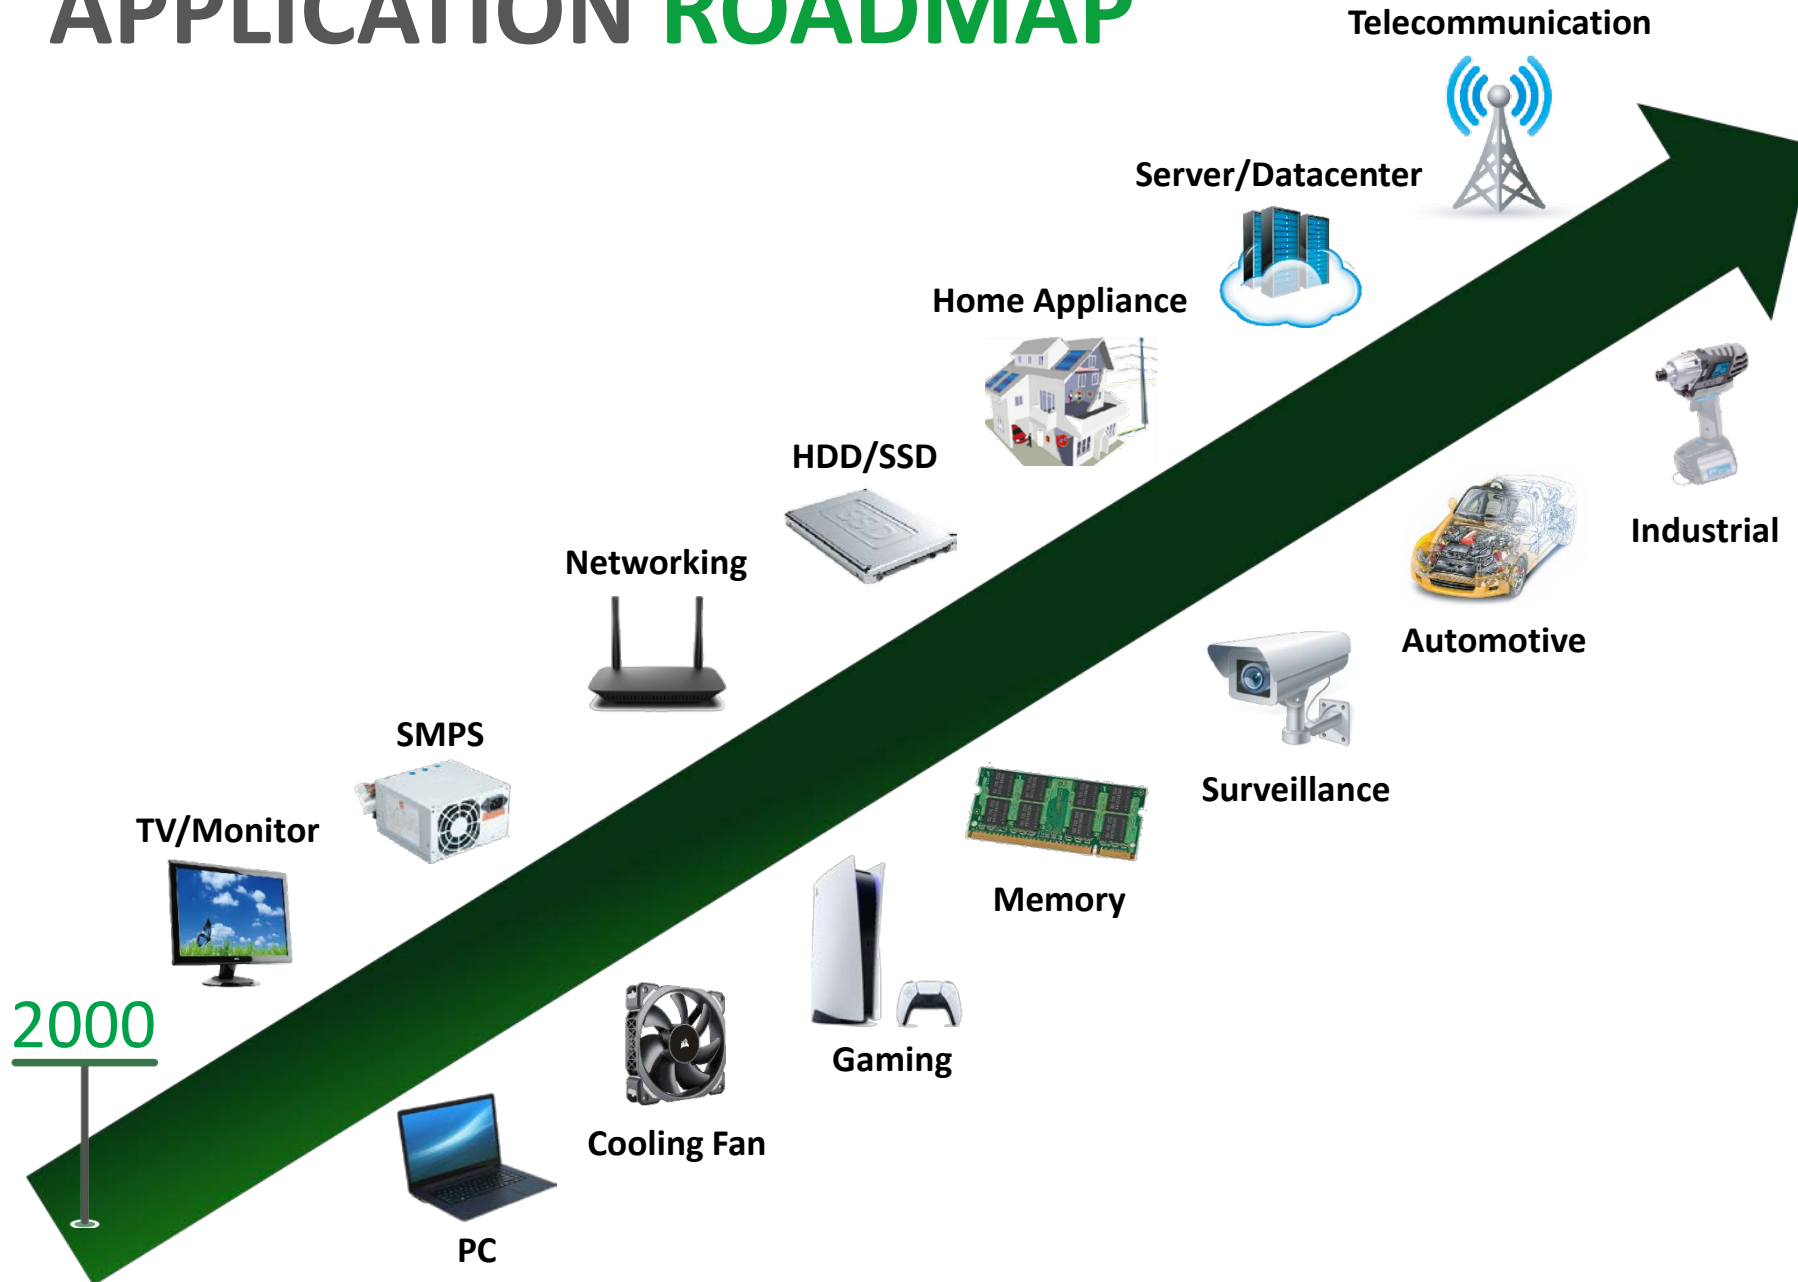 APPLICATION ROADMAP
Telecommunication
Server/Datacenter
Home Appliance
HDD/SSD
SSD
Networking
Industrial
Automotive
SMPS
Surveillance
TV/Monitor
Memory
2000
Gaming
Cooling Fan
PC